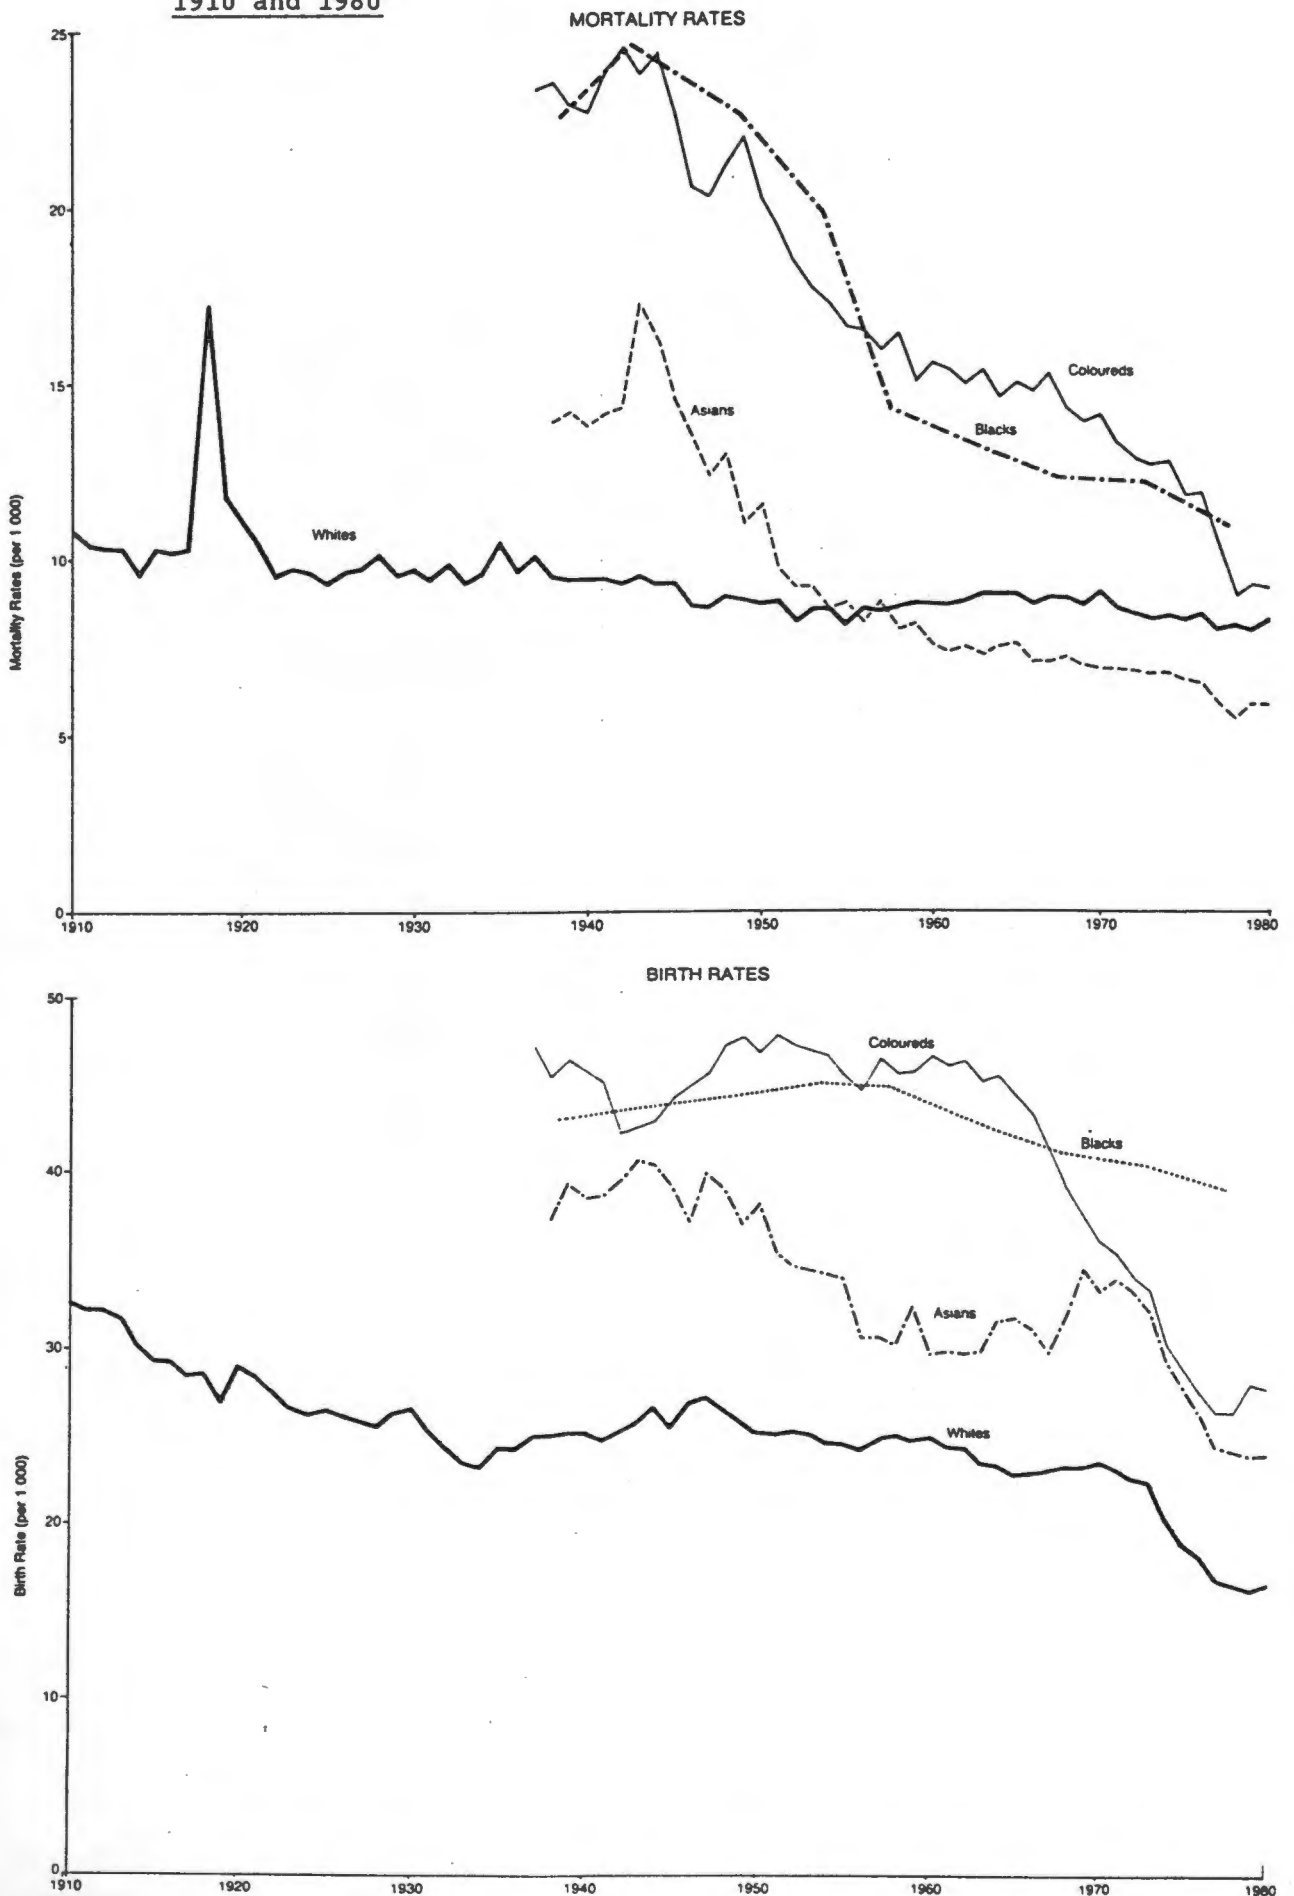 1910 and 1980
MORTALITY RATES
25
20
15
10
5
0
Mortality Rates (per 1 000)
Coloureds
Blacks
Asians
Whites
1910 1920 1930 1940 1950 1960 1970 1980
BIRTH RATES
50
40
30
20
10
0
Birth Rate (per 1 000)
Coloureds
Blacks
Asians
Whites
1910 1920 1930 1940 1950 1960 1970 1980